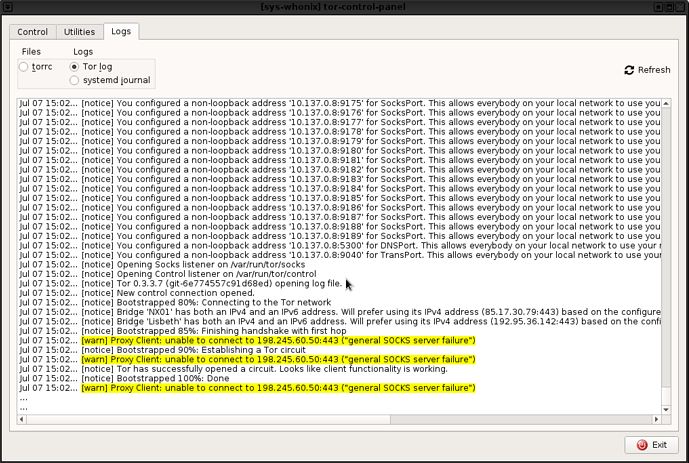 [sys-whonix] tor-control-panel
Control Utilities Logs
Files Logs
torrc Tor log
systemd journal
Refresh
Jul 07 15:02... [notice] You configured a non-loopback address '10.137.0.8:9175' for SocksPort. This allows everybody on your local network to use you
Jul 07 15:02... [notice] You configured a non-loopback address '10.137.0.8:9176' for SocksPort. This allows everybody on your local network to use you
Jul 07 15:02... [notice] You configured a non-loopback address '10.137.0.8:9177' for SocksPort. This allows everybody on your local network to use you
Jul 07 15:02... [notice] You configured a non-loopback address '10.137.0.8:9178' for SocksPort. This allows everybody on your local network to use you
Jul 07 15:02... [notice] You configured a non-loopback address '10.137.0.8:9179' for SocksPort. This allows everybody on your local network to use you
Jul 07 15:02... [notice] You configured a non-loopback address '10.137.0.8:9180' for SocksPort. This allows everybody on your local network to use you
Jul 07 15:02... [notice] You configured a non-loopback address '10.137.0.8:9181' for SocksPort. This allows everybody on your local network to use you
Jul 07 15:02... [notice] You configured a non-loopback address '10.137.0.8:9182' for SocksPort. This allows everybody on your local network to use you
Jul 07 15:02... [notice] You configured a non-loopback address '10.137.0.8:9183' for SocksPort. This allows everybody on your local network to use you
Jul 07 15:02... [notice] You configured a non-loopback address '10.137.0.8:9184' for SocksPort. This allows everybody on your local network to use you
Jul 07 15:02... [notice] You configured a non-loopback address '10.137.0.8:9185' for SocksPort. This allows everybody on your local network to use you
Jul 07 15:02... [notice] You configured a non-loopback address '10.137.0.8:9186' for SocksPort. This allows everybody on your local network to use you
Jul 07 15:02... [notice] You configured a non-loopback address '10.137.0.8:9187' for SocksPort. This allows everybody on your local network to use you
Jul 07 15:02... [notice] You configured a non-loopback address '10.137.0.8:9188' for SocksPort. This allows everybody on your local network to use you
Jul 07 15:02... [notice] You configured a non-loopback address '10.137.0.8:9189' for SocksPort. This allows everybody on your local network to use you
Jul 07 15:02... [notice] You configured a non-loopback address '10.137.0.8:5300' for DNSPort. This allows everybody on your local network to use your
Jul 07 15:02... [notice] You configured a non-loopback address '10.137.0.8:9040' for TransPort. This allows everybody on your local network to use you
Jul 07 15:02... [notice] Opening Socks listener on /var/run/tor/socks
Jul 07 15:02... [notice] Opening Control listener on /var/run/tor/control
Jul 07 15:02... [notice] Tor 0.3.3.7 (git-6e774557c91d68ed) opening log file.
Jul 07 15:02... [notice] New control connection opened.
Jul 07 15:02... [notice] Bootstrapped 80%: Connecting to the Tor network
Jul 07 15:02... [notice] Bridge 'NX01' has both an IPv4 and an IPv6 address. Will prefer using its IPv4 address (85.17.30.79:443) based on the configure
Jul 07 15:02... [notice] Bridge 'Lisbeth' has both an IPv4 and an IPv6 address. Will prefer using its IPv4 address (192.95.36.142:443) based on the confi
Jul 07 15:02... [notice] Bootstrapped 85%: Finishing handshake with first hop
Jul 07 15:02... [warn] Proxy Client: unable to connect to 198.245.60.50:443 ("general SOCKS server failure")
Jul 07 15:02... [notice] Bootstrapped 90%: Establishing a Tor circuit
Jul 07 15:02... [warn] Proxy Client: unable to connect to 198.245.60.50:443 ("general SOCKS server failure")
Jul 07 15:02... [notice] Tor has successfully opened a circuit. Looks like client functionality is working.
Jul 07 15:02... [notice] Bootstrapped 100%: Done
Jul 07 15:02... [warn] Proxy Client: unable to connect to 198.245.60.50:443 ("general SOCKS server failure")
...
...
Exit